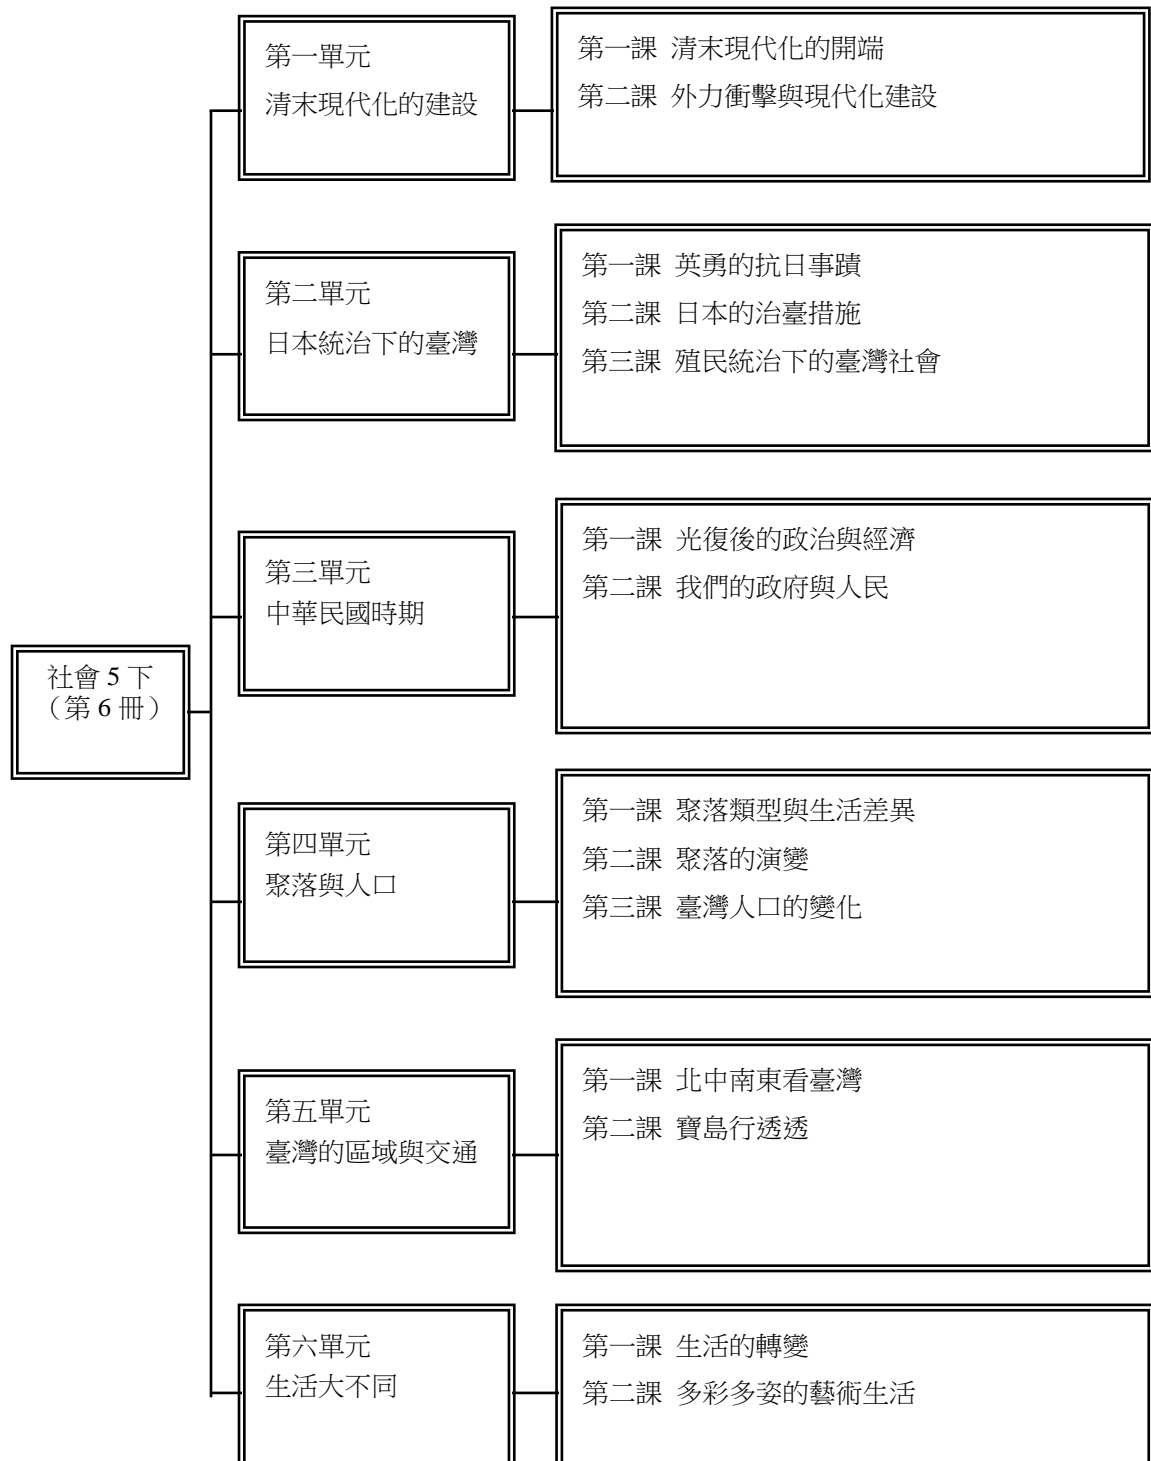 第一單元
清末現代化的建設
第一課 清末現代化的開端
第二課 外力衝擊與現代化建設
第二單元
日本統治下的臺灣
第一課 英勇的抗日事蹟
第二課 日本的治臺措施
第三課 殖民統治下的臺灣社會
第三單元
中華民國時期
第一課 光復後的政治與經濟
第二課 我們的政府與人民
社會 5 下
（第 6 冊）
第四單元
聚落與人口
第一課 聚落類型與生活差異
第二課 聚落的演變
第三課 臺灣人口的變化
第五單元
臺灣的區域與交通
第一課 北中南東看臺灣
第二課 寶島行透透
第六單元
生活大不同
第一課 生活的轉變
第二課 多彩多姿的藝術生活